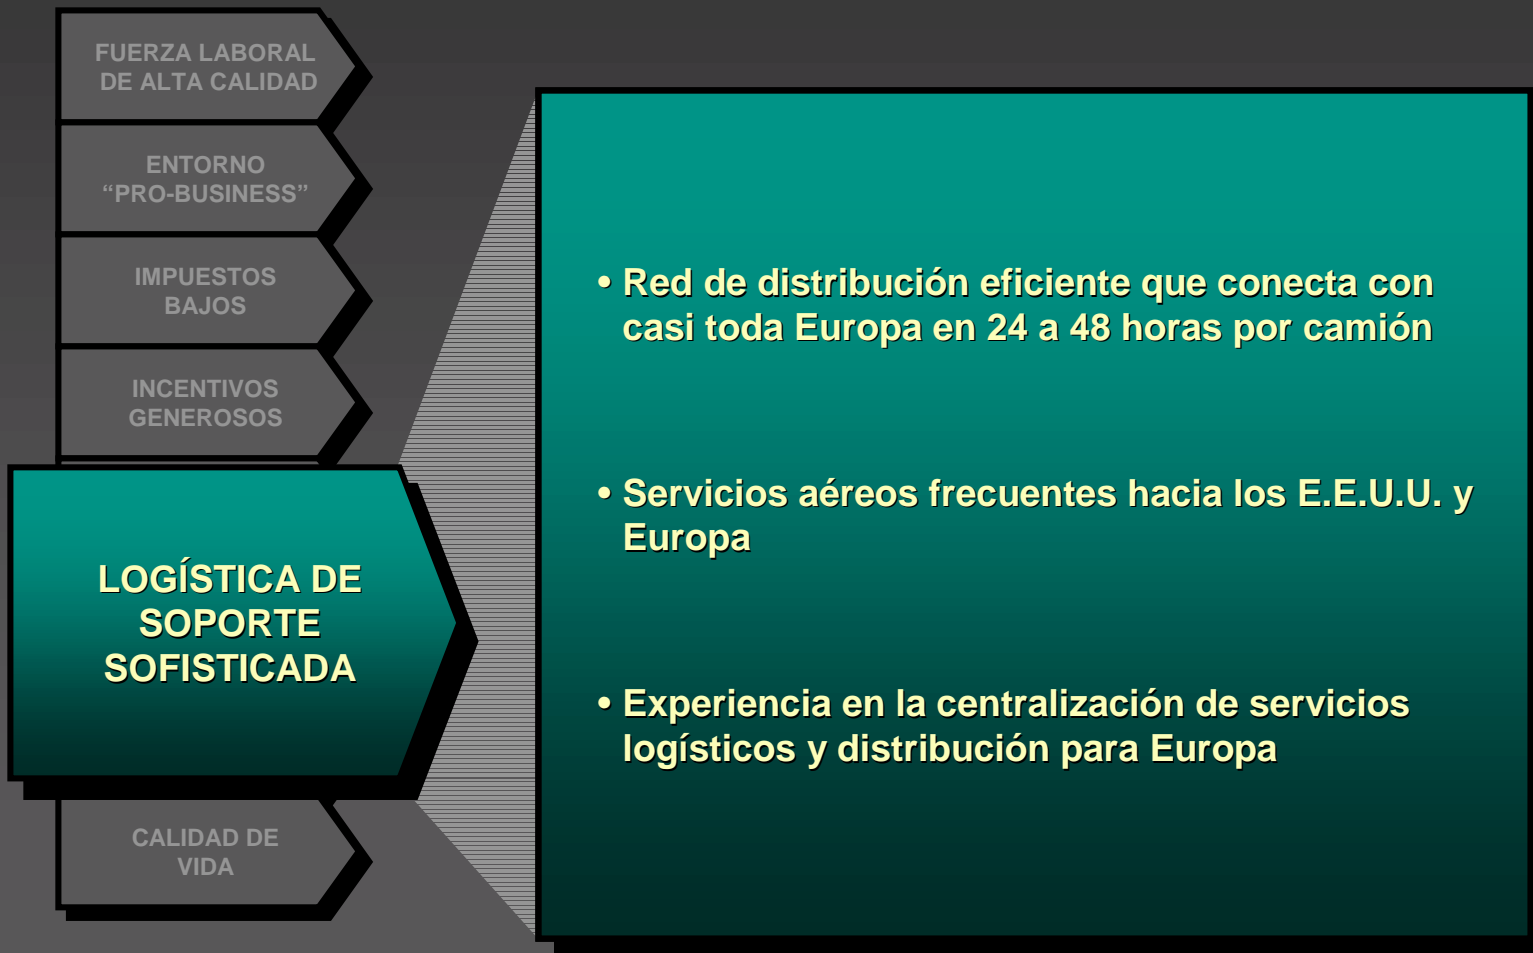 FUERZA LABORAL
DE ALTA CALIDAD
ENTORNO
“PRO-BUSINESS”
IMPUESTOS
BAJOS
INCENTIVOS
GENEROSOS
LOGÍSTICA DE
SOPORTE
SOFISTICADA
CALIDAD DE
VIDA
• Red de distribución eficiente que conecta con
casi toda Europa en 24 a 48 horas por camión
• Servicios aéreos frecuentes hacia los E.E.U.U. y
Europa
• Experiencia en la centralización de servicios
logísticos y distribución para Europa